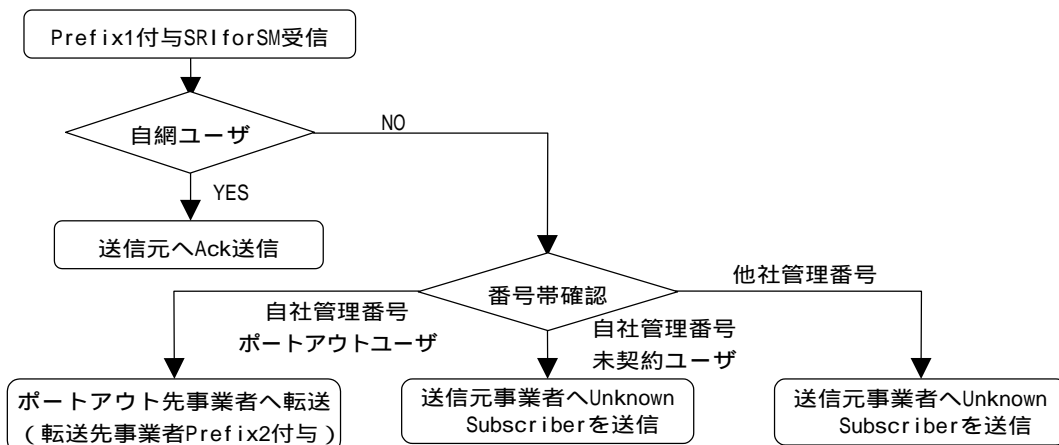 Prefix1付与SRIforSM受信
自網ユーザ
NO
YES
送信元へAck送信
番号帯確認
他社管理番号
自社管理番号
ポートアウトユーザ
自社管理番号
未契約ユーザ
ポートアウト先事業者へ転送
（転送先事業者Prefix2付与）
送信元事業者へUnknown
Subscriberを送信
送信元事業者へUnknown
Subscriberを送信